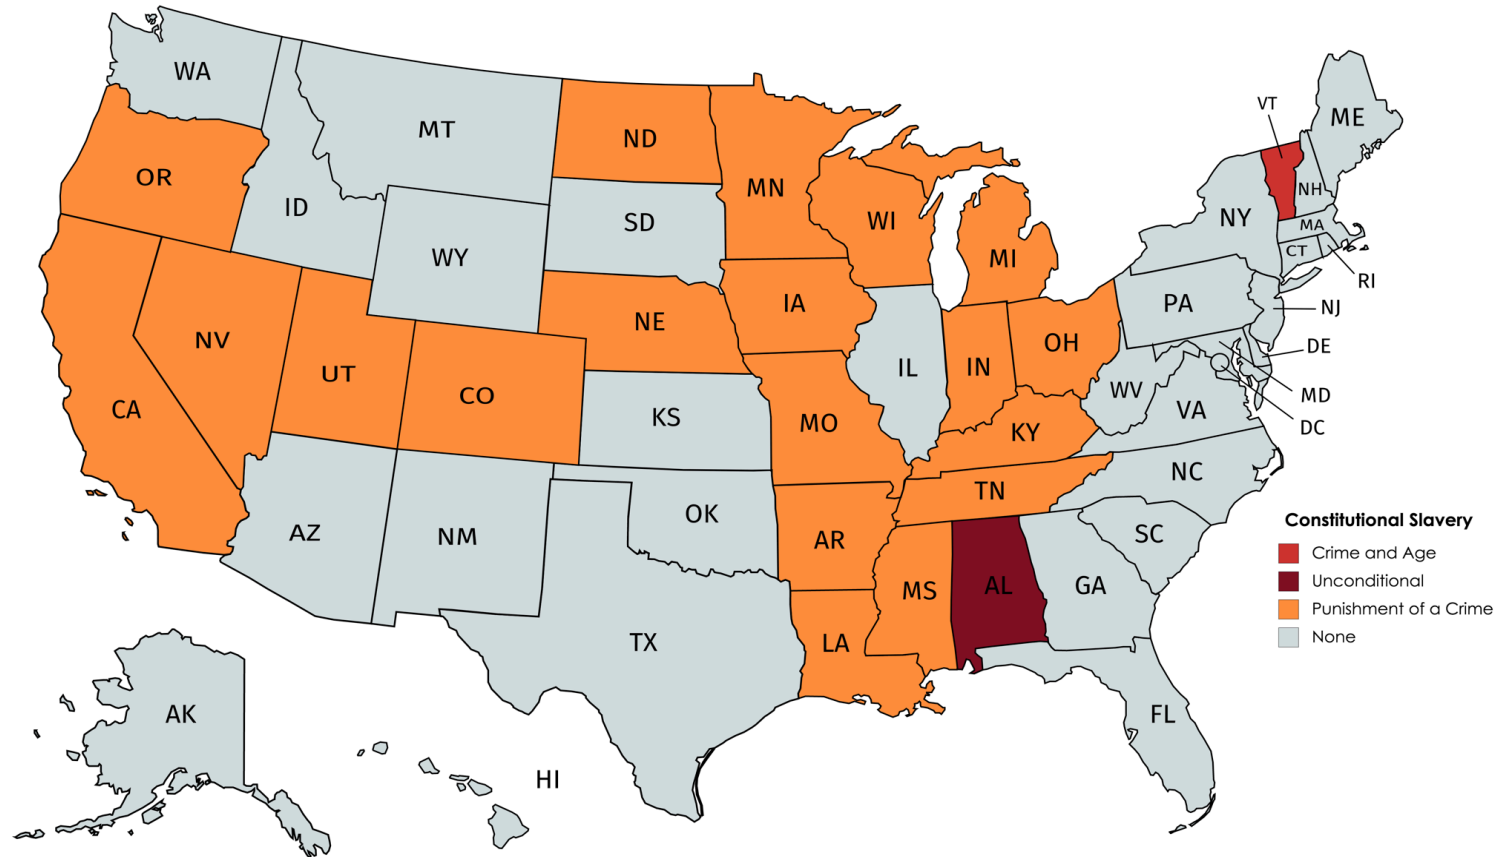 WA
MT
ND
MN
ME
VT
OR
ID
SD
WI
NH
WY
MI
NY
MA
CT
RI
IA
PA
NJ
NE
NV
OH
DE
UT
IL
IN
CO
WV
MD
CA
KS
MO
VA
DC
KY
NC
TN
AZ
NM
OK
AR
SC
MS
AL
GA
TX
LA
AK
FL
HI
Constitutional Slavery
Crime and Age
Unconditional
Punishment of a Crime
None